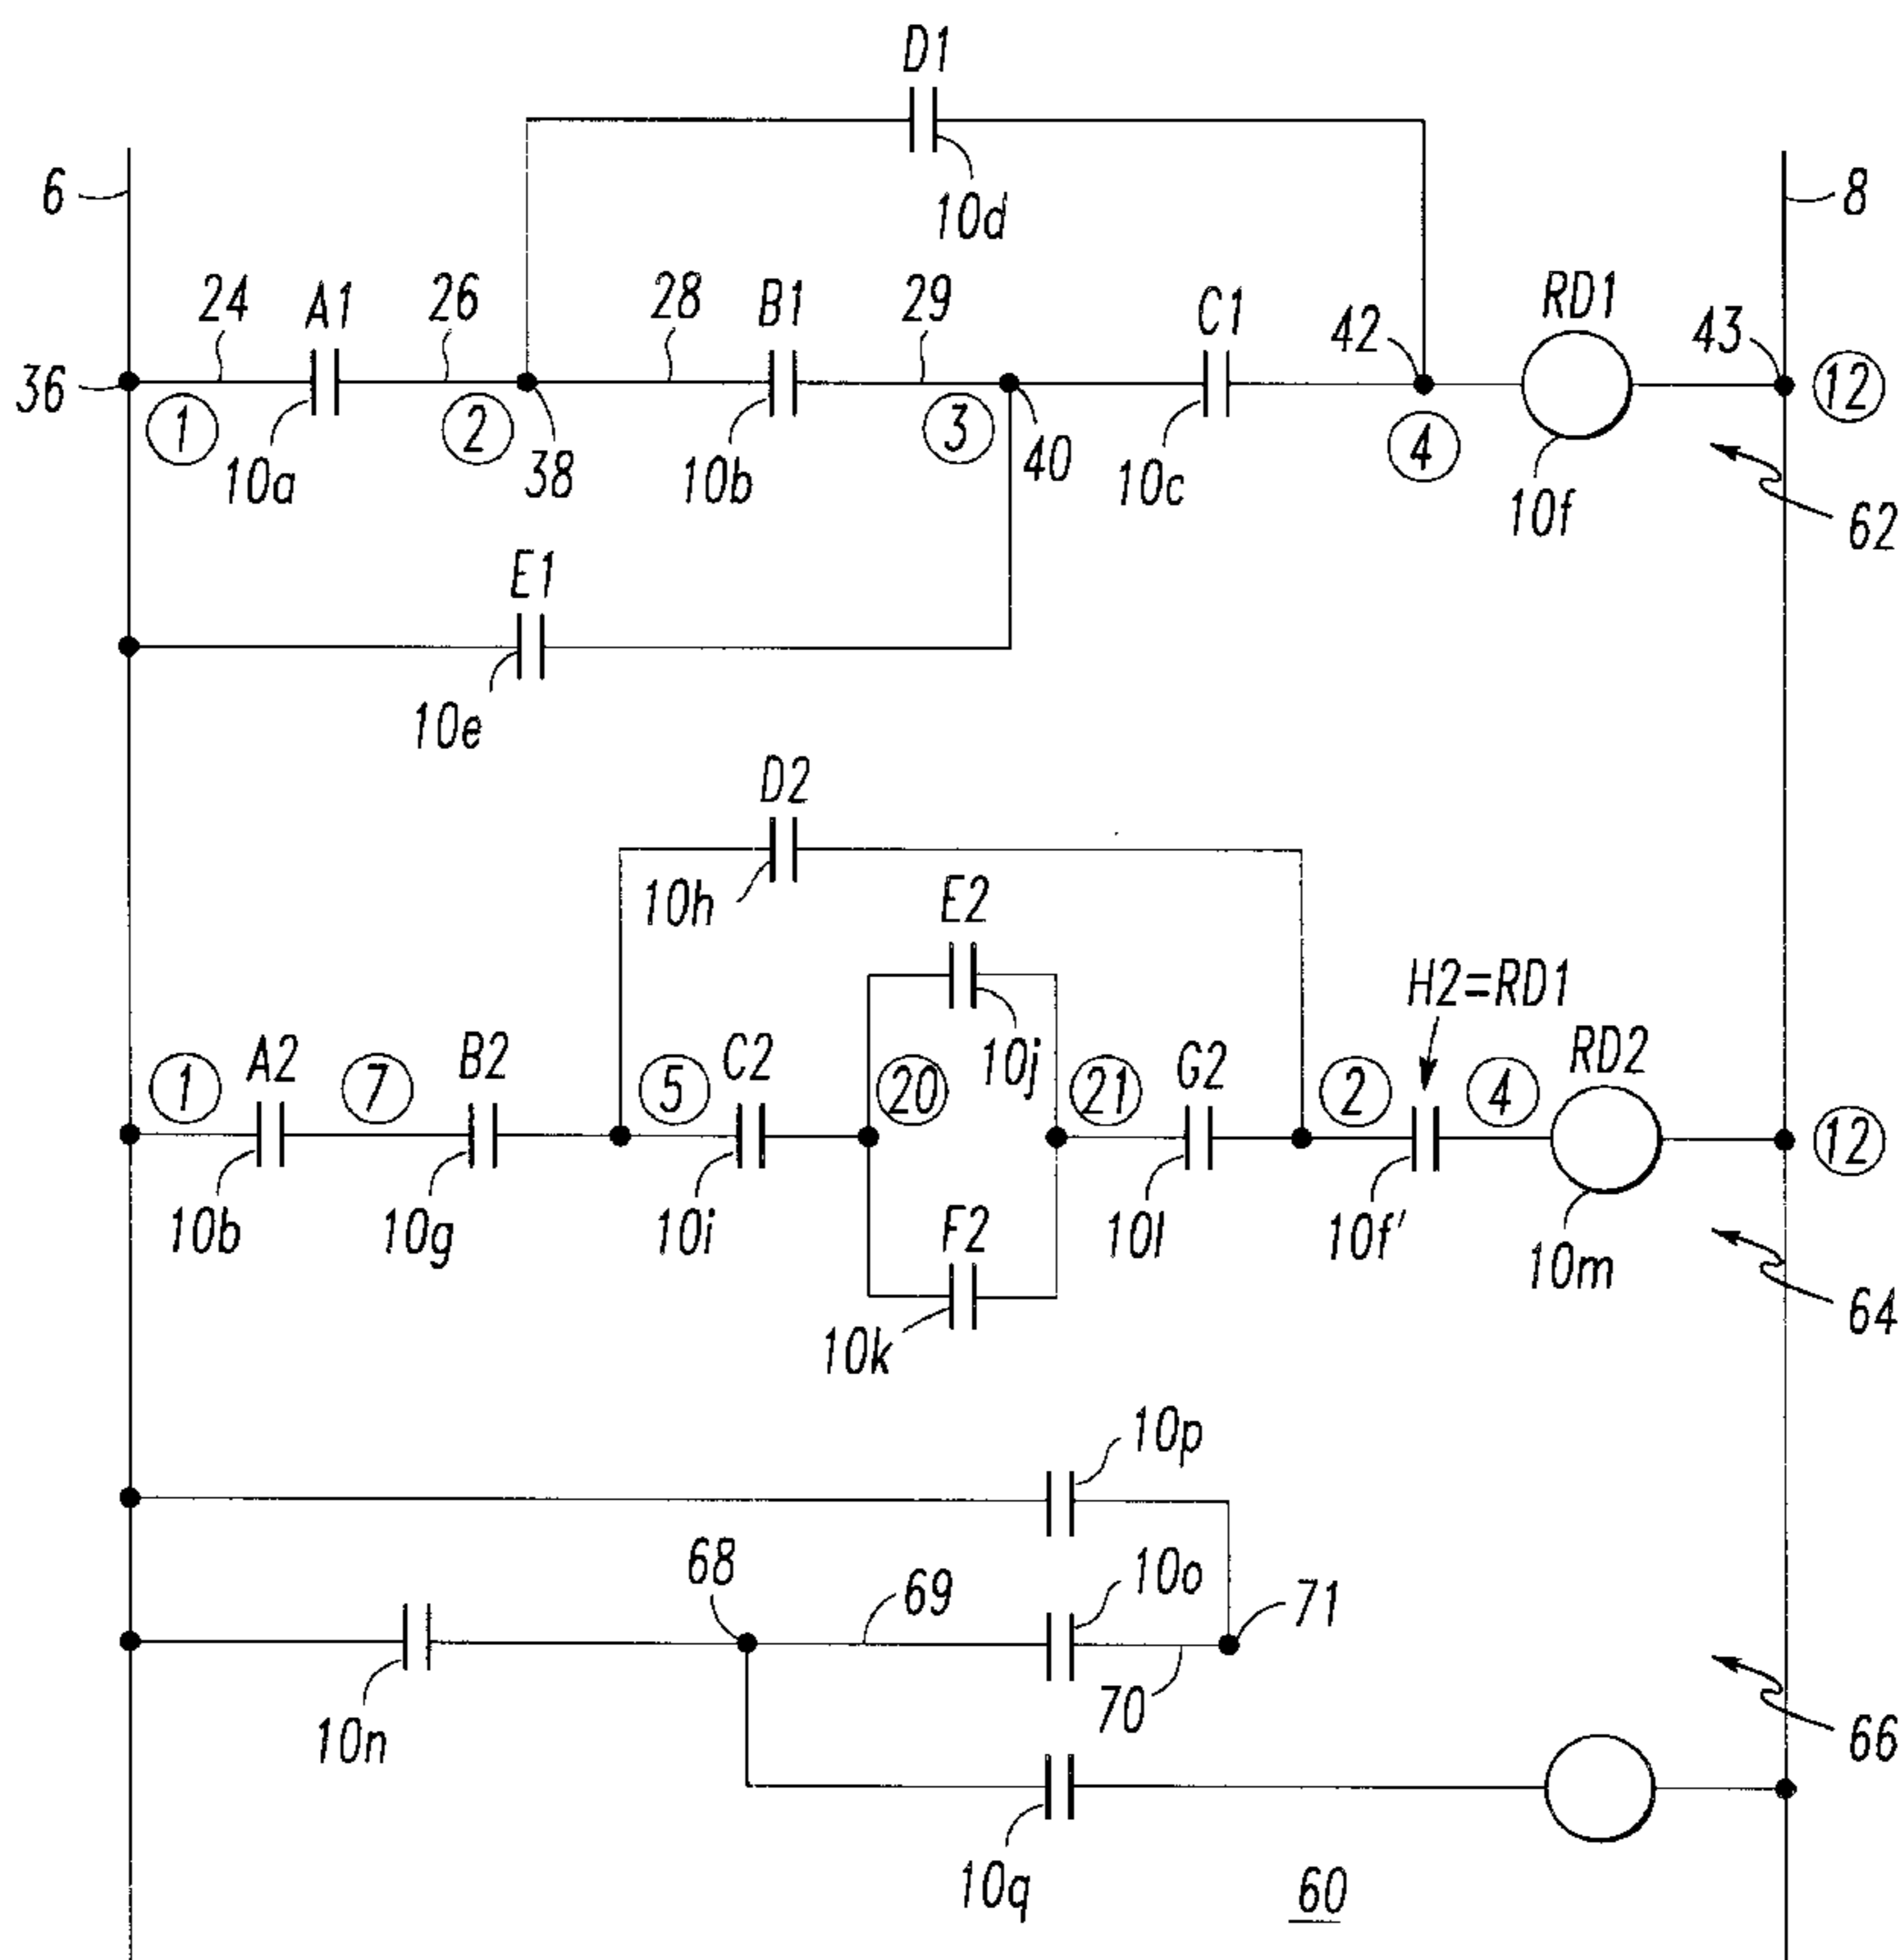 D1
6
10d
8
24
A1
26
28
B1
29
C1
42
RD1
43
36
1
2
3
12
10a
38
10b
40
10c
4
10f
62
E1
10e
D2
10h
E2
H2=RD1
1
A2
7
B2
5
C2
20
10j
21
G2
2
4
RD2
12
10b
10g
10i
F2
10l
10f'
10m
64
10k
10p
68
69
10o
71
10n
70
66
10q
60